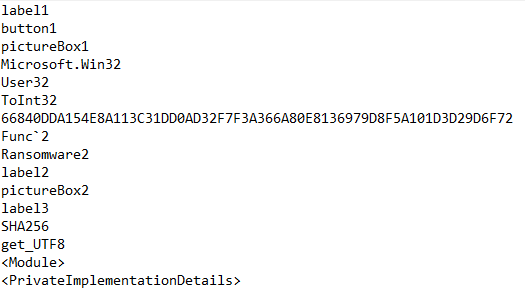 label1
button1
pictureBox1
Microsoft.Win32
User32
ToInt32
66840DDA154E8A113C31DD0AD32F7F3A366A80E8136979D8F5A101D3D29D6F72
Func`2
Ransomware2
label2
pictureBox2
label3
SHA256
get_UTF8
<Module>
<PrivateImplementationDetails>